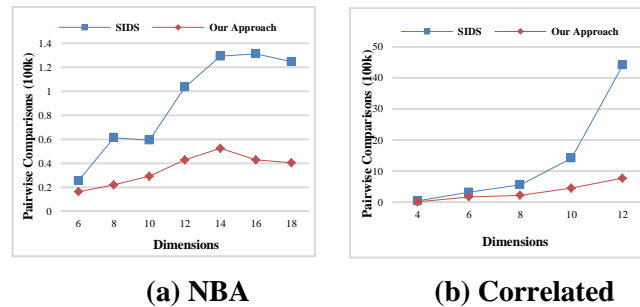 SIDS Our Approach
Pairwise Comparisons (100k)
1.4
1.2
1
0.8
0.6
0.4
0.2
0
6 8 10 12 14 16 18
Dimensions
(a) NBA
SIDS Our Approach
Pairwise Comparisons (100k)
50
40
30
20
10
0
4 6 8 10 12
Dimensions
(b) Correlated